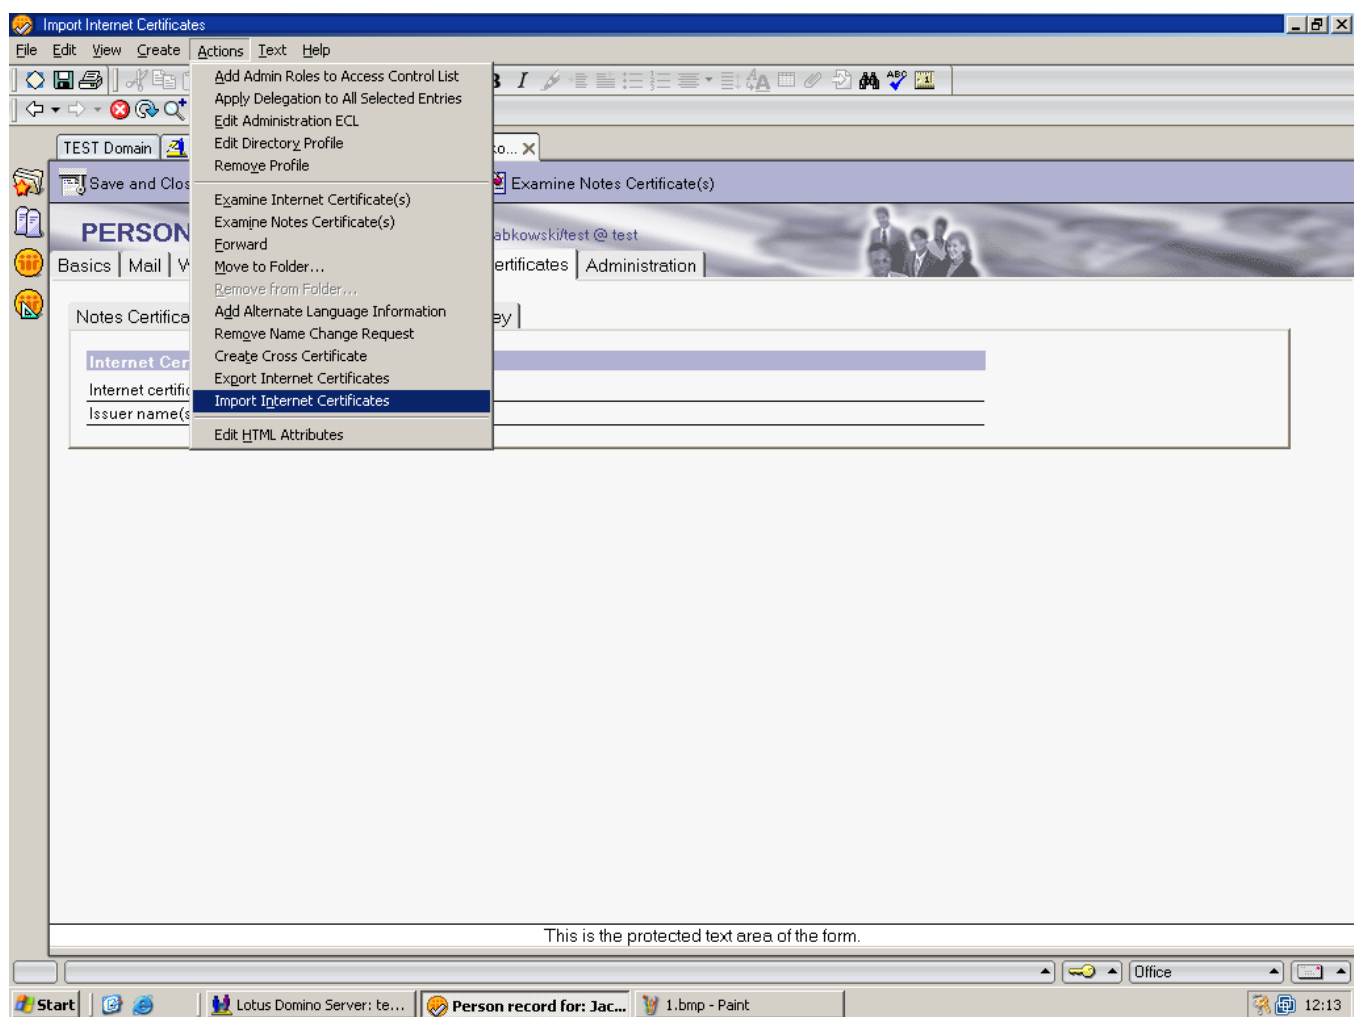 Import Internet Certificates
File Edit View Create Actions Text Help
Add Admin Roles to Access Control List
Apply Delegation to All Selected Entries
Edit Administration ECL
Edit Directory Profile
Remove Profile
Examine Internet Certificate(s)
Examine Notes Certificate(s)
Forward
Move to Folder...
Remove from Folder...
Add Alternate Language Information
Remove Name Change Request
Create Cross Certificate
Export Internet Certificates
Import Internet Certificates
Edit HTML Attributes
TEST Domain
Save and Clos
Examine Notes Certificate(s)
PERSON
abkowski/test @ test
Basics Mail W ertificates Administration
Notes Certifica ey
Internet Cer
Internet certific
Issuer name(s
This is the protected text area of the form.
Office
Start Lotus Domino Server: te... Person record for: Jac... 1.bmp - Paint 12:13